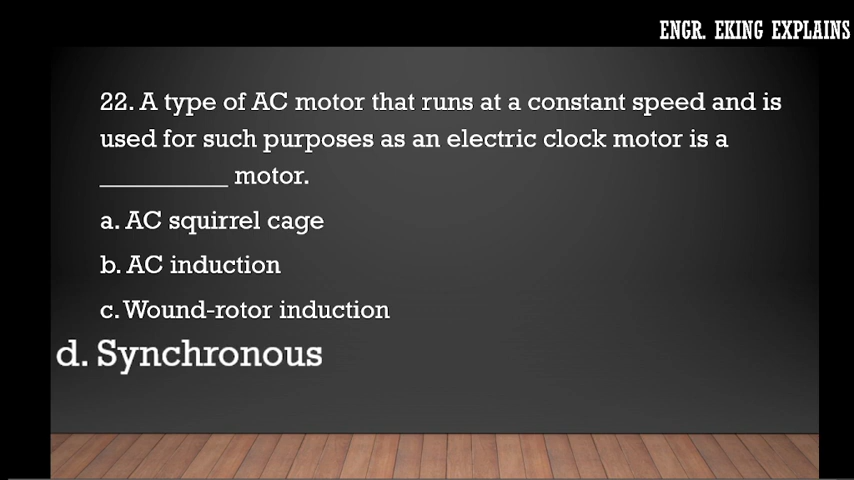 ENGR. EKING EXPLAINS
22. A type of AC motor that runs at a constant speed and is
used for such purposes as an electric clock motor is a
__________ motor.
a. AC squirrel cage
b. AC induction
c. Wound-rotor induction
d. Synchronous